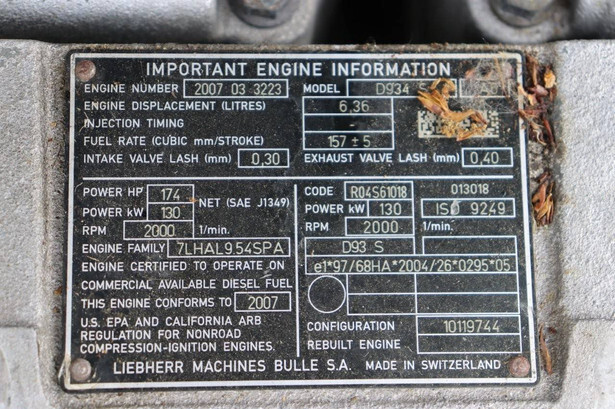 IMPORTANT ENGINE INFORMATION
ENGINE NUMBER 2007 03 3223 MODEL D934
ENGINE DISPLACEMENT (LITRES) 6.36
INJECTION TIMING -
FUEL RATE (CUBIC mm/STROKE) 157 ± 5
INTAKE VALVE LASH (mm) 0,30 EXHAUST VALVE LASH (mm) 0,40
POWER HP 174 NET (SAE J1349)
POWER kW 130
RPM 2000 1/min.
ENGINE FAMILY 7LHAL9.54SPA
ENGINE CERTIFIED TO OPERATE ON
COMMERCIAL AVAILABLE DIESEL FUEL
THIS ENGINE CONFORMS TO 2007
U.S. EPA AND CALIFORNIA ARB
REGULATION FOR NONROAD
COMPRESSION-IGNITION ENGINES.
CODE R04S61018 013018
POWER kW 130 ISO 9249
RPM 2000 1/min.
D93 S
e1*97/68HA*2004/26*0295*05
CONFIGURATION 10119744
REBUILT ENGINE
LIEBHERR MACHINES BULLE S.A. MADE IN SWITZERLAND